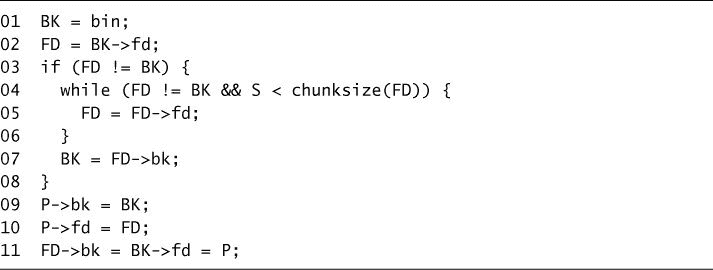 01  BK = bin;
02  FD = BK->fd;
03  if (FD != BK) {
04    while (FD != BK && S < chunksize(FD)) {
05      FD = FD->fd;
06    }
07    BK = FD->bk;
08  }
09  P->bk = BK;
10  P->fd = FD;
11  FD->bk = BK->fd = P;